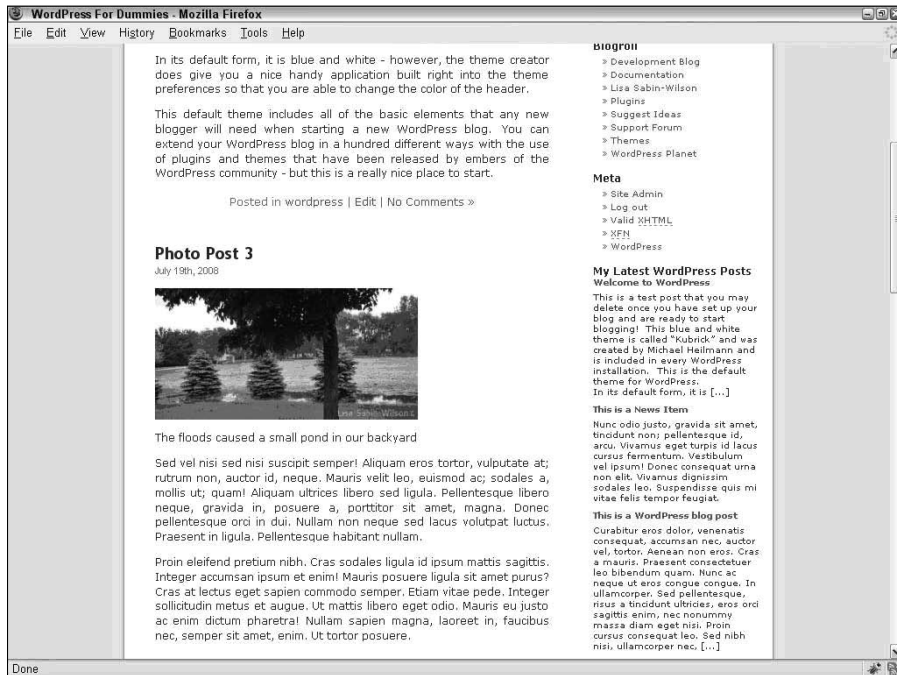 WordPress For Dummies - Mozilla Firefox
File Edit View History Bookmarks Tools Help
In its default form, it is blue and white - however, the theme creator
does give you a nice handy application built right into the theme
preferences so that you are able to change the color of the header.
This default theme includes all of the basic elements that any new
blogger will need when starting a new WordPress blog. You can
extend your WordPress blog in a hundred different ways with the use
of plugins and themes that have been released by embers of the
WordPress community - but this is a really nice place to start.
Posted in wordpress | Edit | No Comments »
Photo Post 3
July 19th, 2008
Lisa Sabin-Wilson
The floods caused a small pond in our backyard
Sed vel nisi sed nisi suscipit semper! Aliquam eros tortor, vulputate at;
rutrum non, auctor id, neque. Mauris velit leo, euismod ac; sodales a,
mollis ut; quam! Aliquam ultrices libero sed ligula. Pellentesque libero
neque, gravida in, posuere a, porttitor sit amet, magna. Donec
pellentesque orci in dui. Nullam non neque sed lacus volutpat luctus.
Praesent in ligula. Pellentesque habitant nullam.
Proin eleifend pretium nibh. Cras sodales ligula id ipsum mattis sagittis.
Integer accumsan ipsum et enim! Mauris posuere ligula sit amet purus?
Cras at lectus eget sapien commodo semper. Etiam vitae pede. Integer
sollicitudin metus et augue. Ut mattis libero eget odio. Mauris eu justo
ac enim dictum pharetra! Nullam sapien magna, laoreet in, faucibus
nec, semper sit amet, enim. Ut tortor posuere.
Blogroll
» Development Blog
» Documentation
» Lisa Sabin-Wilson
» Plugins
» Suggest Ideas
» Support Forum
» Themes
» WordPress Planet
Meta
» Site Admin
» Log out
» Valid XHTML
» XFN
» WordPress
My Latest WordPress Posts
Welcome to WordPress
This is a test post that you may
delete once you have set up your
blog and are ready to start
blogging! This blue and white
theme is called “Kubrick” and was
created by Michael Heilmann and
is included in every WordPress
installation. This is the default
theme for WordPress.
In its default form, it is [...]
This is a News Item
Nunc odio justo, gravida sit amet,
tincidunt non; pellentesque id,
arcu. Vivamus eget turpis id lacus
cursus fermentum. Vestibulum
vel ipsum! Donec consequat urna
non elit. Vivamus dignissim
sodales leo. Suspendisse quis mi
vitae felis tempor feugiat.
This is a WordPress blog post
Curabitur eros dolor, venenatis
consequat, accumsan nec, auctor
vel, tortor. Aenean non eros. Cras
a mauris. Praesent consectetuer
leo bibendum quam. Nunc ac
neque ut eros congue congue. In
ullamcorper. Sed pellentesque,
risus a tincidunt ultricies, eros orci
sagittis enim, nec nonummy
massa diam eget nisi. Proin
cursus consequat leo. Sed nibh
nisi, ullamcorper nec, [...]
Done